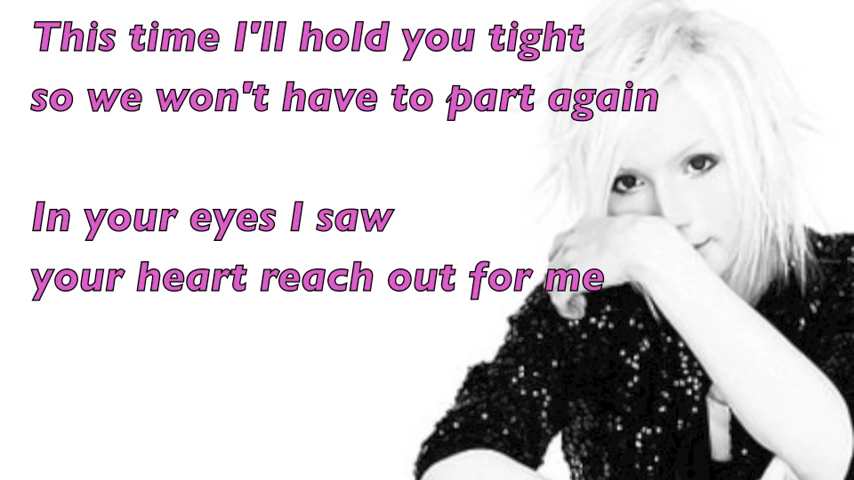 This time I'll hold you tight
so we won't have to part again
In your eyes I saw
your heart reach out for me